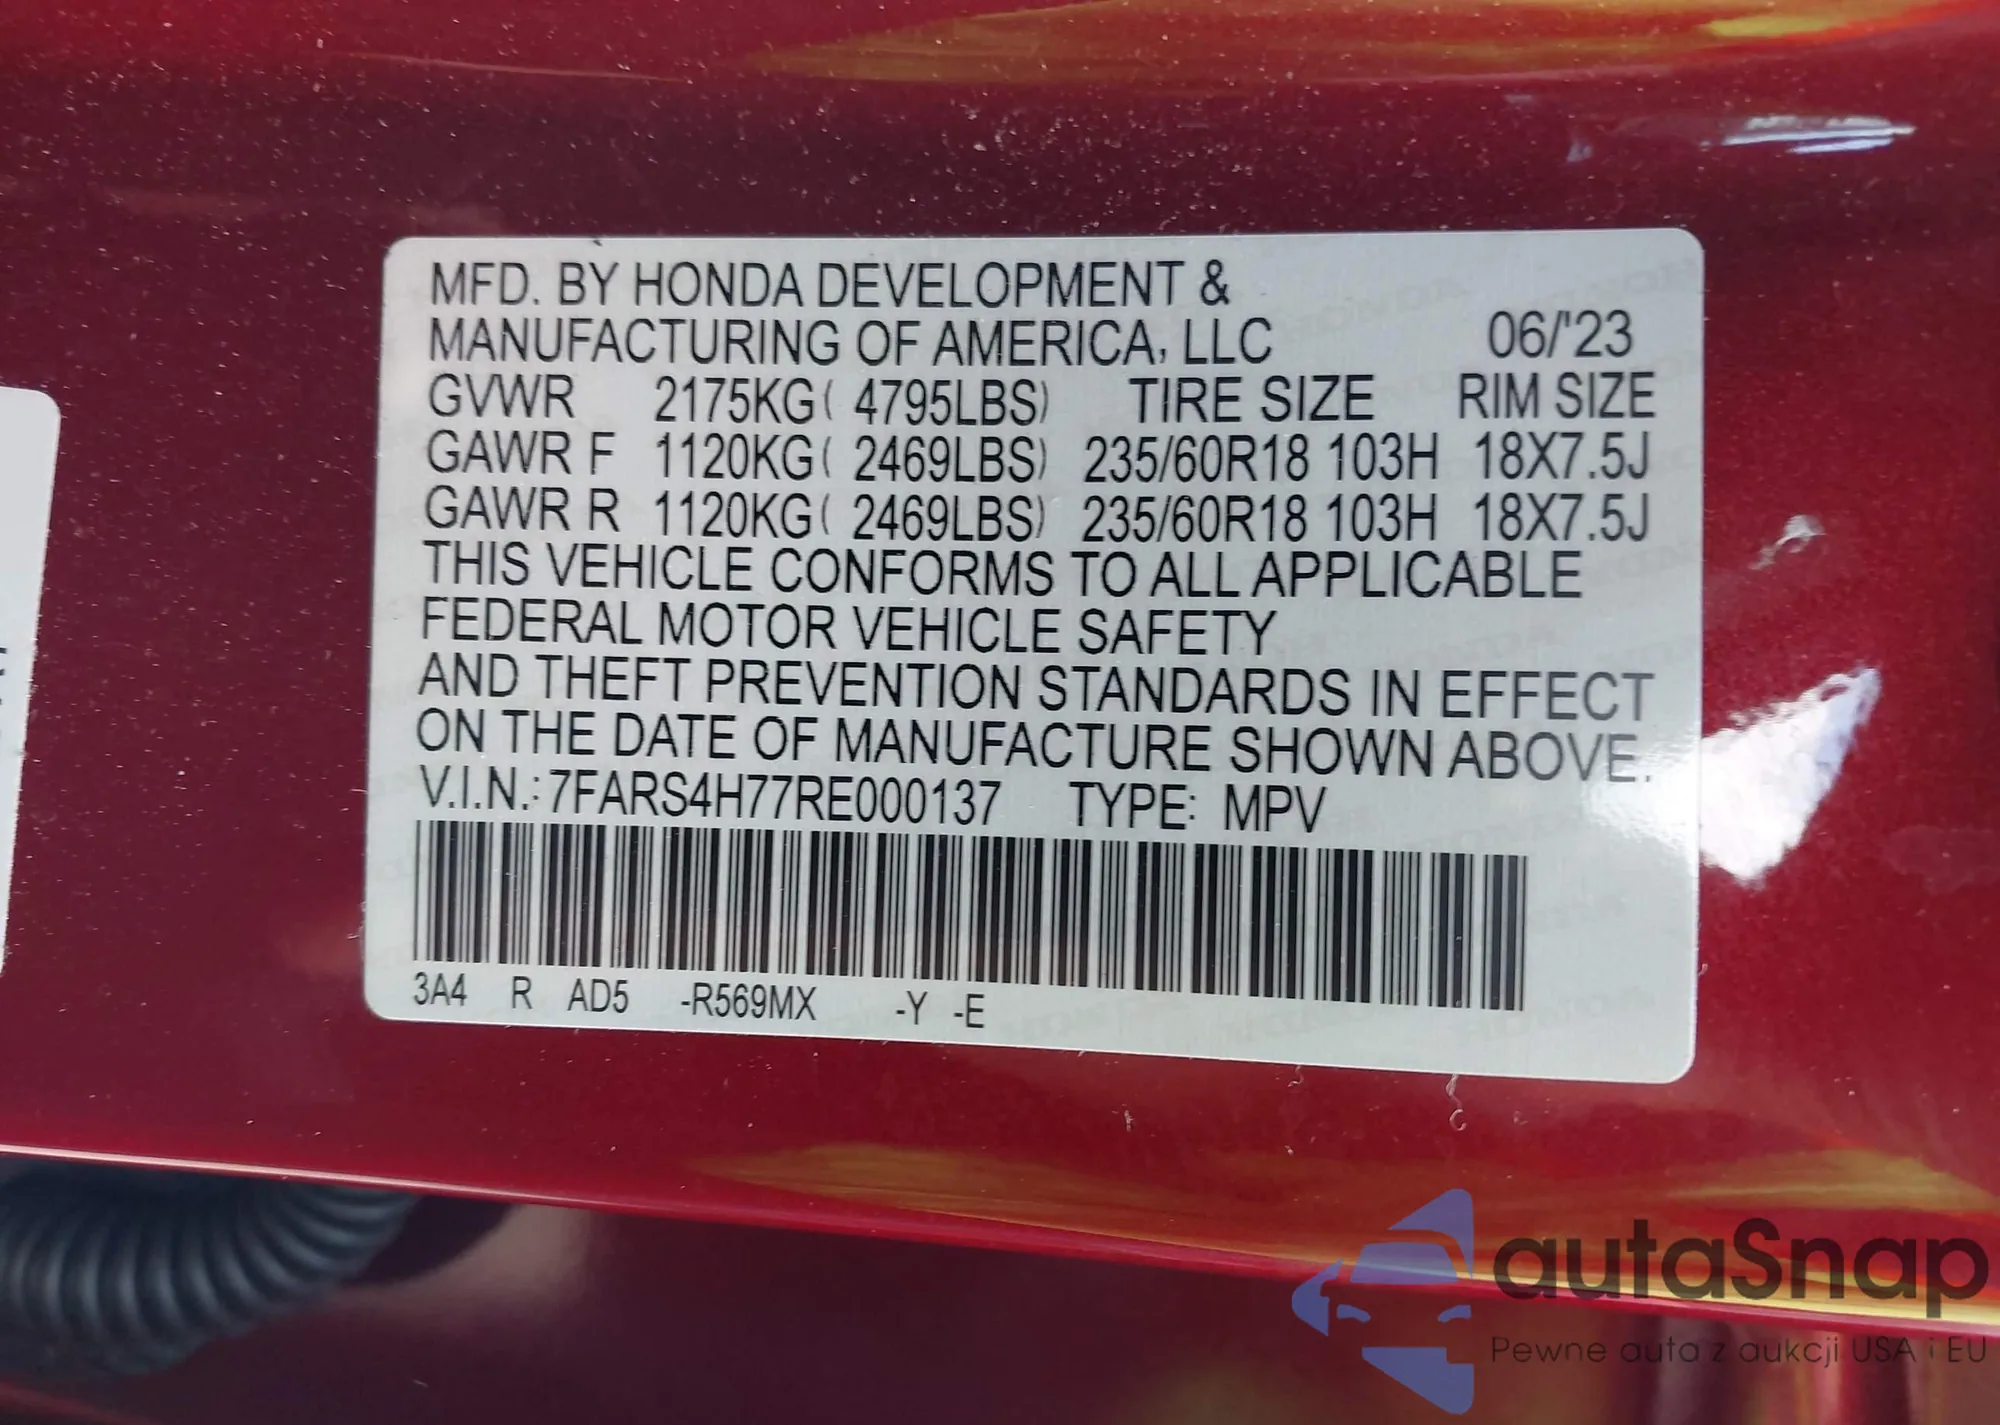 MFD. BY HONDA DEVELOPMENT &
MANUFACTURING OF AMERICA, LLC 06/'23
GVWR 2175KG( 4795LBS) TIRE SIZE RIM SIZE
GAWR F 1120KG( 2469LBS) 235/60R18 103H 18X7.5J
GAWR R 1120KG( 2469LBS) 235/60R18 103H 18X7.5J
THIS VEHICLE CONFORMS TO ALL APPLICABLE
FEDERAL MOTOR VEHICLE SAFETY
AND THEFT PREVENTION STANDARDS IN EFFECT
ON THE DATE OF MANUFACTURE SHOWN ABOVE.
V.I.N.: 7FARS4H77RE000137 TYPE: MPV
3A4 R AD5 -R569MX -Y -E
autaSnap
Pewne auta z aukcji USA i EU